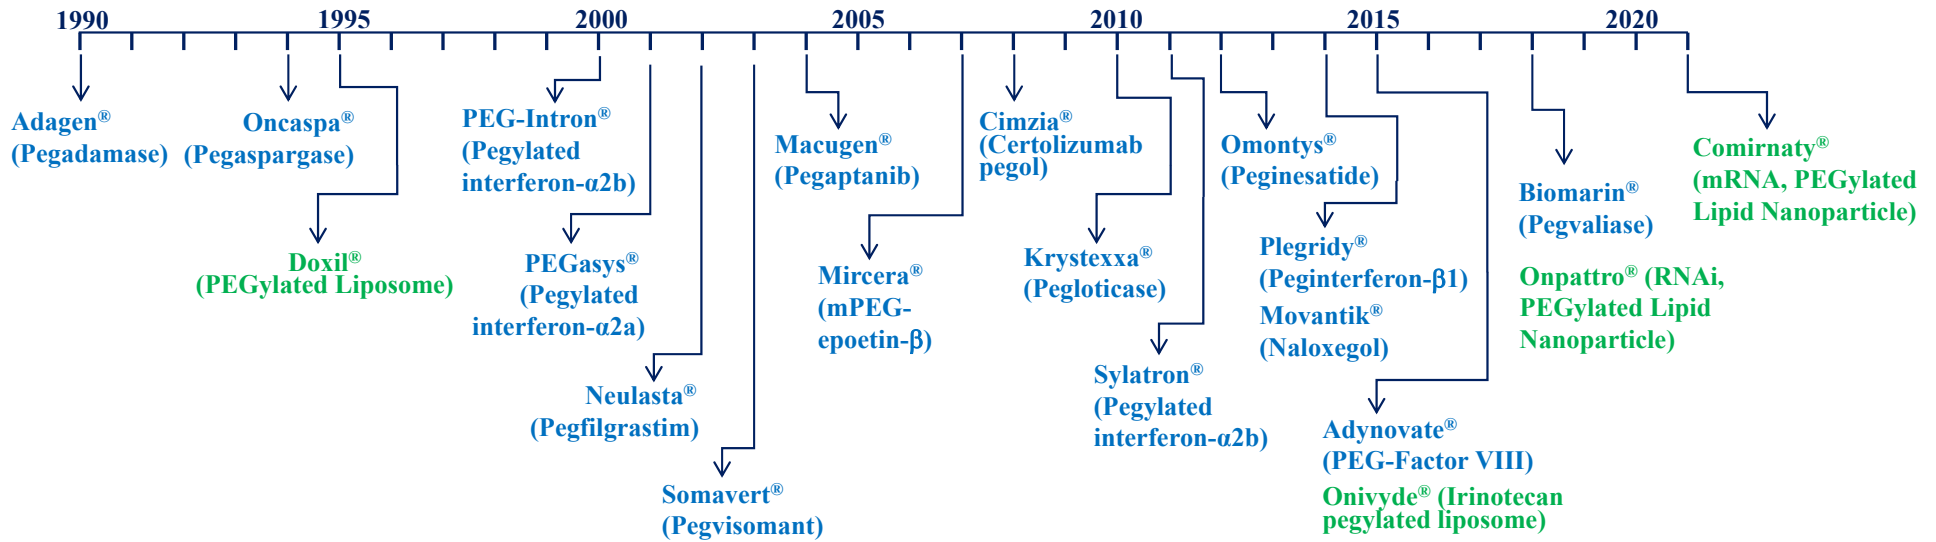 1990 1995 2000 2005 2010 2015 2020
Adagen®
(Pegadamase)
Oncaspa®
(Pegaspargase)
Doxil®
(PEGylated Liposome)
PEG-Intron®
(Pegylated
interferon-α2b)
PEGasys®
(Pegylated
interferon-α2a)
Neulasta®
(Pegfilgrastim)
Somavert®
(Pegvisomant)
Macugen®
(Pegaptanib)
Mircera®
(mPEG-
epoetin-β)
Cimzia®
(Certolizumab
pegol)
Krystexxa®
(Pegloticase)
Sylatron®
(Pegylated
interferon-α2b)
Omontys®
(Peginesatide)
Plegridy®
(Peginterferon-β1)
Movantik®
(Naloxegol)
Adynovate®
(PEG-Factor VIII)
Onivyde® (Irinotecan
pegylated liposome)
Biomarin®
(Pegvaliase)
Onpattro® (RNAi,
PEGylated Lipid
Nanoparticle)
Comirnaty®
(mRNA, PEGylated
Lipid Nanoparticle)